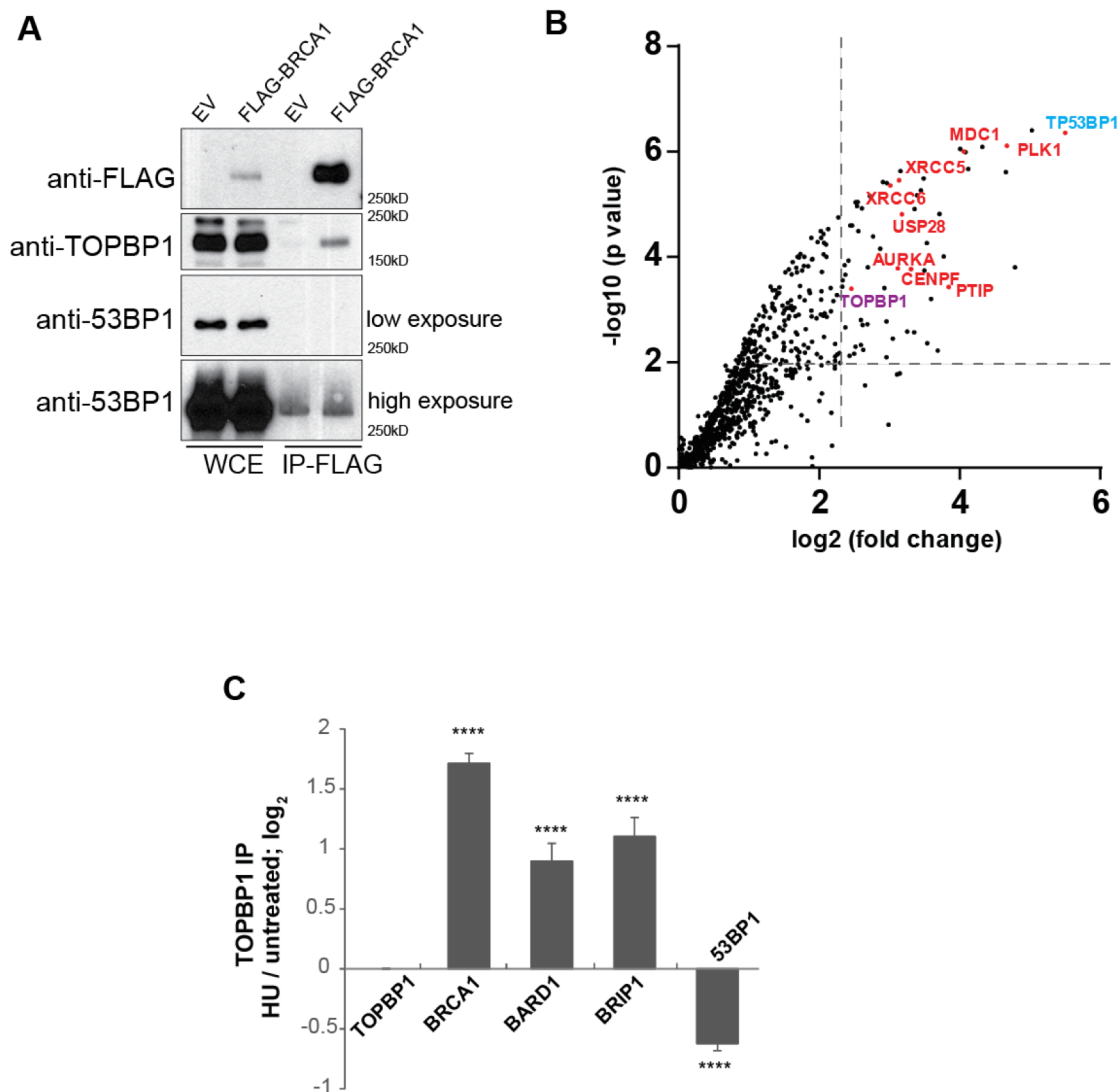 A
EV
FLAG-BRCA1
EV
FLAG-BRCA1
anti-FLAG
250kD
250kD
anti-TOPBP1
150kD
anti-53BP1
low exposure
250kD
anti-53BP1
high exposure
250kD
WCE
IP-FLAG
B
8
6
4
2
0
-log10 (p value)
TP53BP1
MDC1
PLK1
XRCC5
XRCC6
USP28
AURKA
CENPF
PTIP
TOPBP1
0
2
4
6
log2 (fold change)
C
TOPBP1 IP
HU / untreated; log2
2
1.5
1
0.5
0
-0.5
-1
****
****
****
53BP1
TOPBP1
BRCA1
BARD1
BRIP1
****